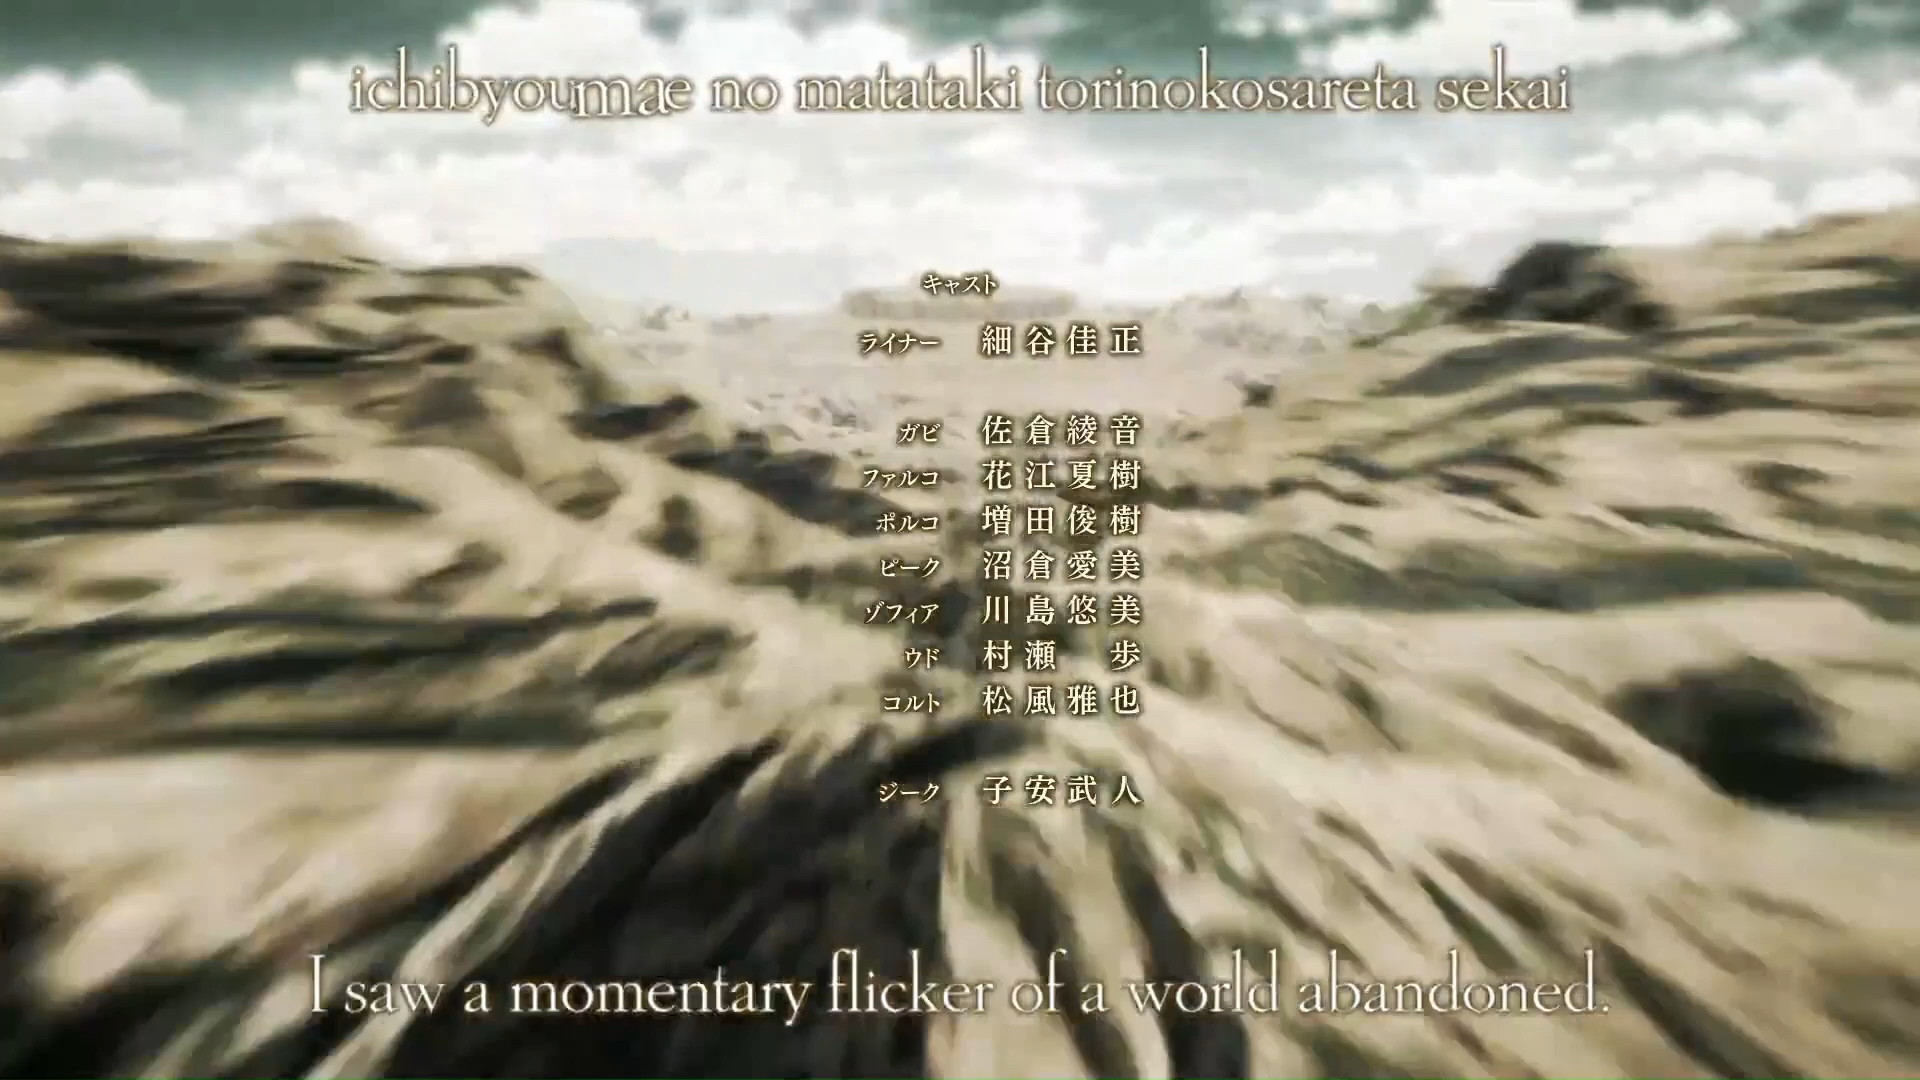 ichibyoumae no matataki torinokosareta sekai
キャスト
ライナー 細谷佳正
ガビ 佐倉綾音
ファルコ 花江夏樹
ポルコ 増田俊樹
ピーク 沼倉愛美
ゾフィア 川島悠美
ウド 村瀬 歩
コルト 松風雅也
ジーク 子安武人
I saw a momentary flicker of a world abandoned.